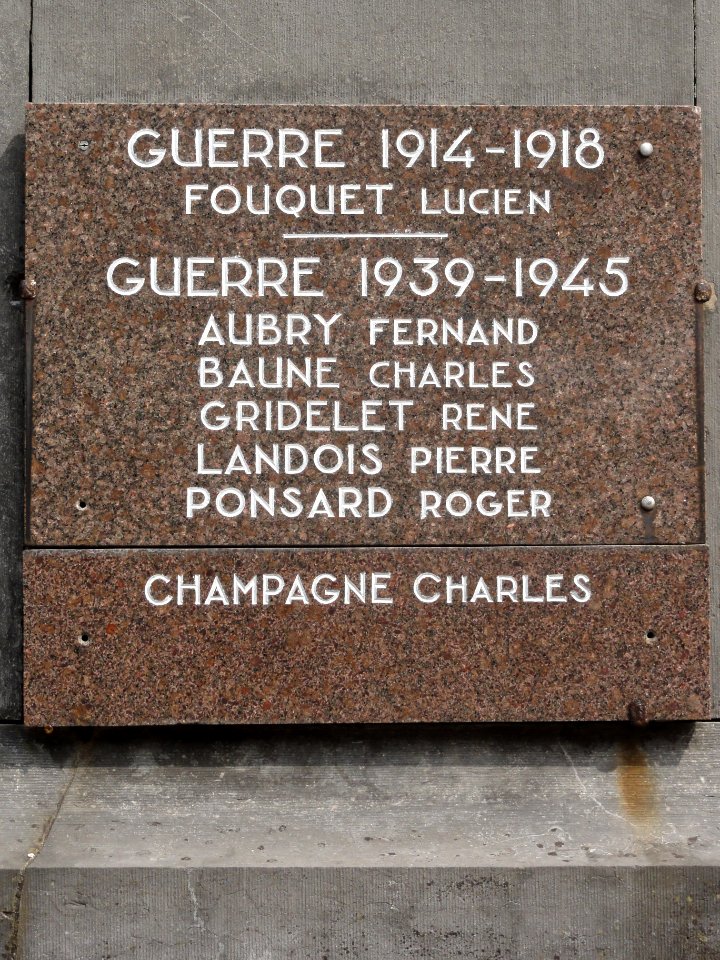 GUERRE 1914-1918
FOUQUET LUCIEN
GUERRE 1939-1945
AUBRY FERNAND
BAUNE CHARLES
GRIDELET RENE
LANDOIS PIERRE
PONSARD ROGER
CHAMPAGNE CHARLES